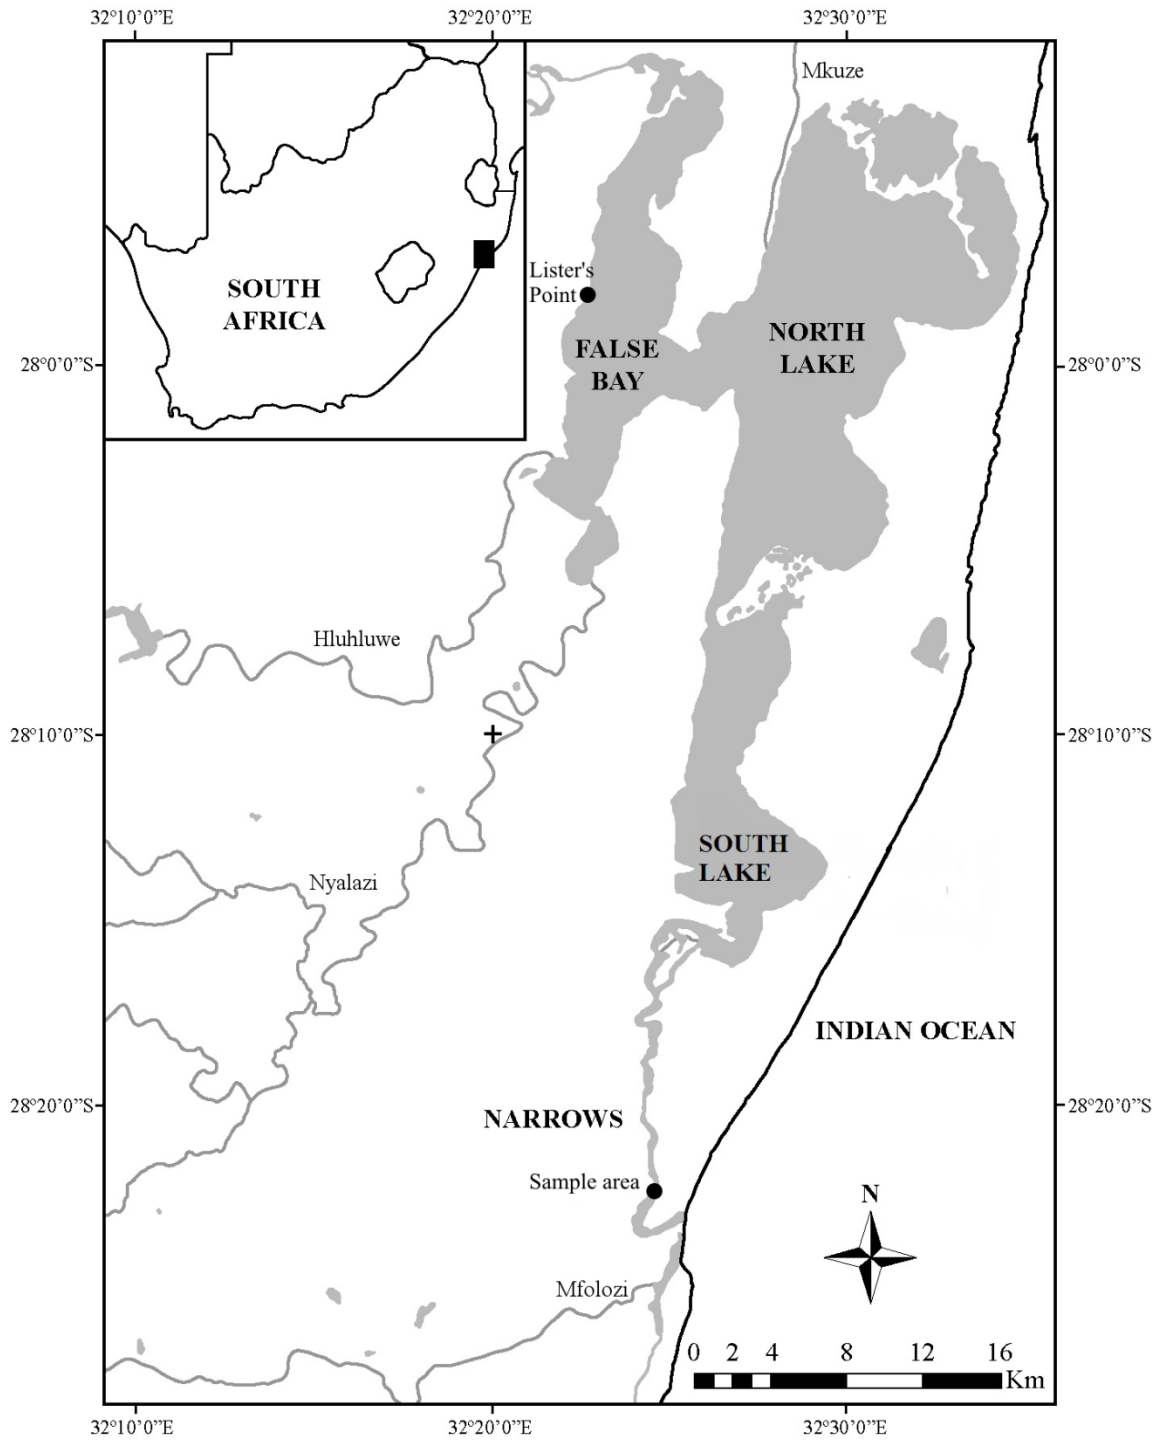 32°10’0”E 32°20’0”E 32°30’0”E
Mkuze
Lister's
Point
SOUTH
AFRICA
NORTH
LAKE
FALSE
BAY
28°0’0”S 28°0’0”S
Hluhluwe
28°10’0”S 28°10’0”S
SOUTH
LAKE
Nyalazi
INDIAN OCEAN
28°20’0”S 28°20’0”S
NARROWS
Sample area
N
Mfolozi
0 2 4 8 12 16
Km
32°10’0”E 32°20’0”E 32°30’0”E